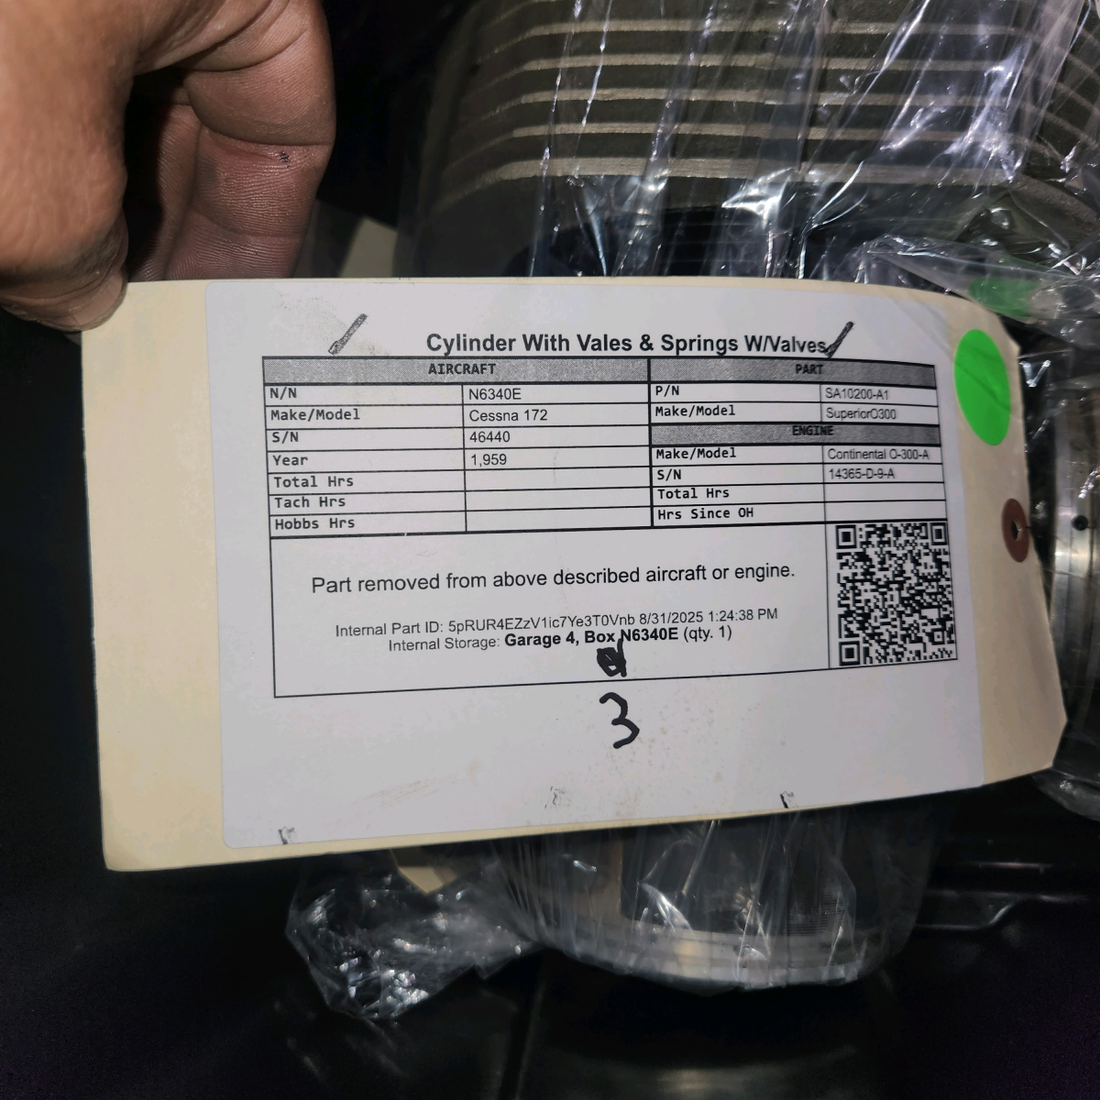 Cylinder With Vales & Springs W/Valves
AIRCRAFT
N/N N6340E
Make/Model Cessna 172
S/N 46440
Year 1,959
Total Hrs
Tach Hrs
Hobbs Hrs
PART
P/N SA10200-A1
Make/Model SuperiorO300
ENGINE
Make/Model Continental O-300-A
S/N 14365-D-9-A
Total Hrs
Hrs Since OH
Part removed from above described aircraft or engine.
Internal Part ID: 5pRUR4EZzV1ic7Ye3T0Vnb 8/31/2025 1:24:38 PM
Internal Storage: Garage 4, Box N6340E (qty. 1)
3